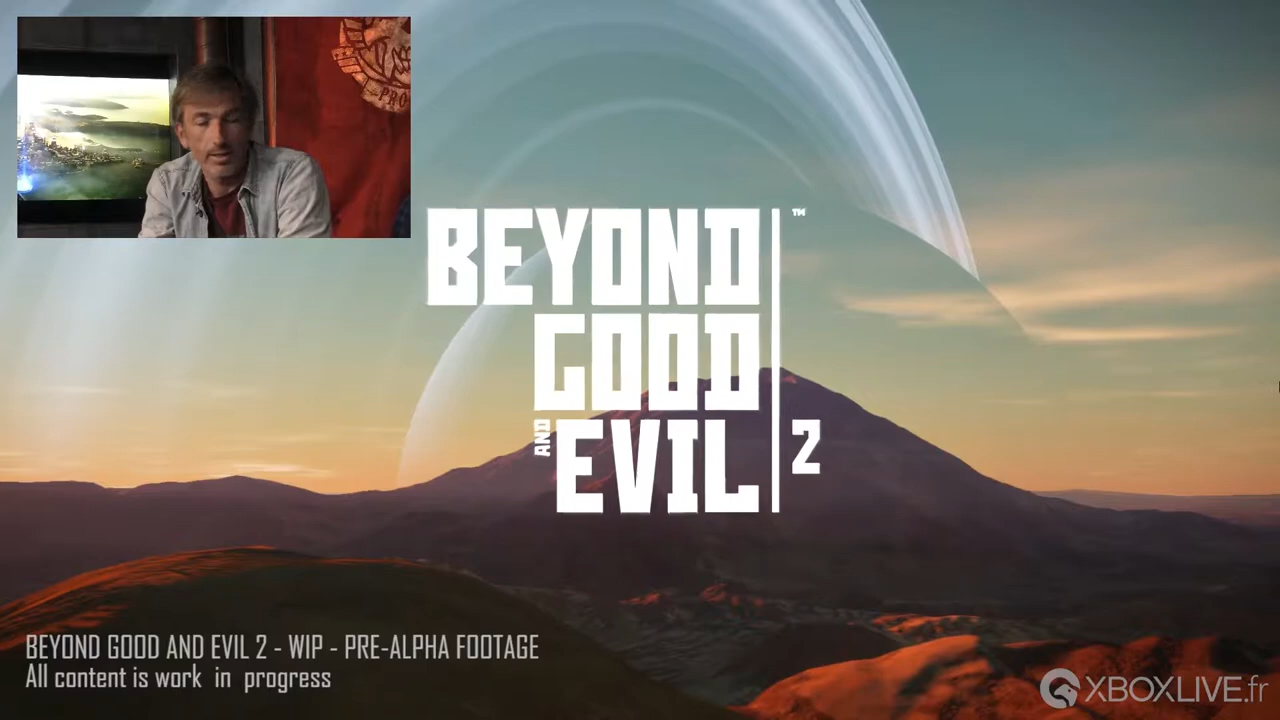 BEYOND
GOOD
AND
EVIL
2
™
BEYOND GOOD AND EVIL 2 - WIP - PRE-ALPHA FOOTAGE
All content is work in progress
XBOXLIVE.fr